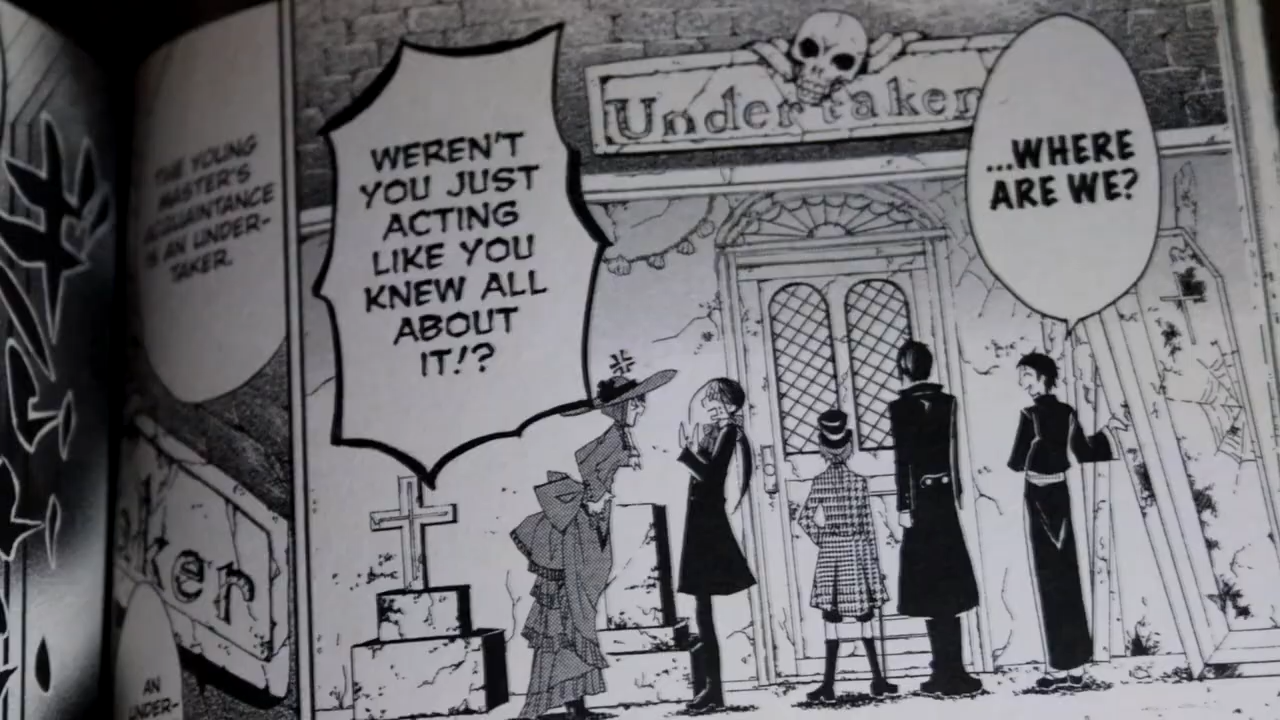 Undertaker
...WHERE
ARE WE?
WEREN'T
YOU JUST
ACTING
LIKE YOU
KNEW ALL
ABOUT
IT!?
THE YOUNG
MASTER'S
ACQUAINTANCE
IS AN UNDER-
TAKER.
ker
AN
UNDER-